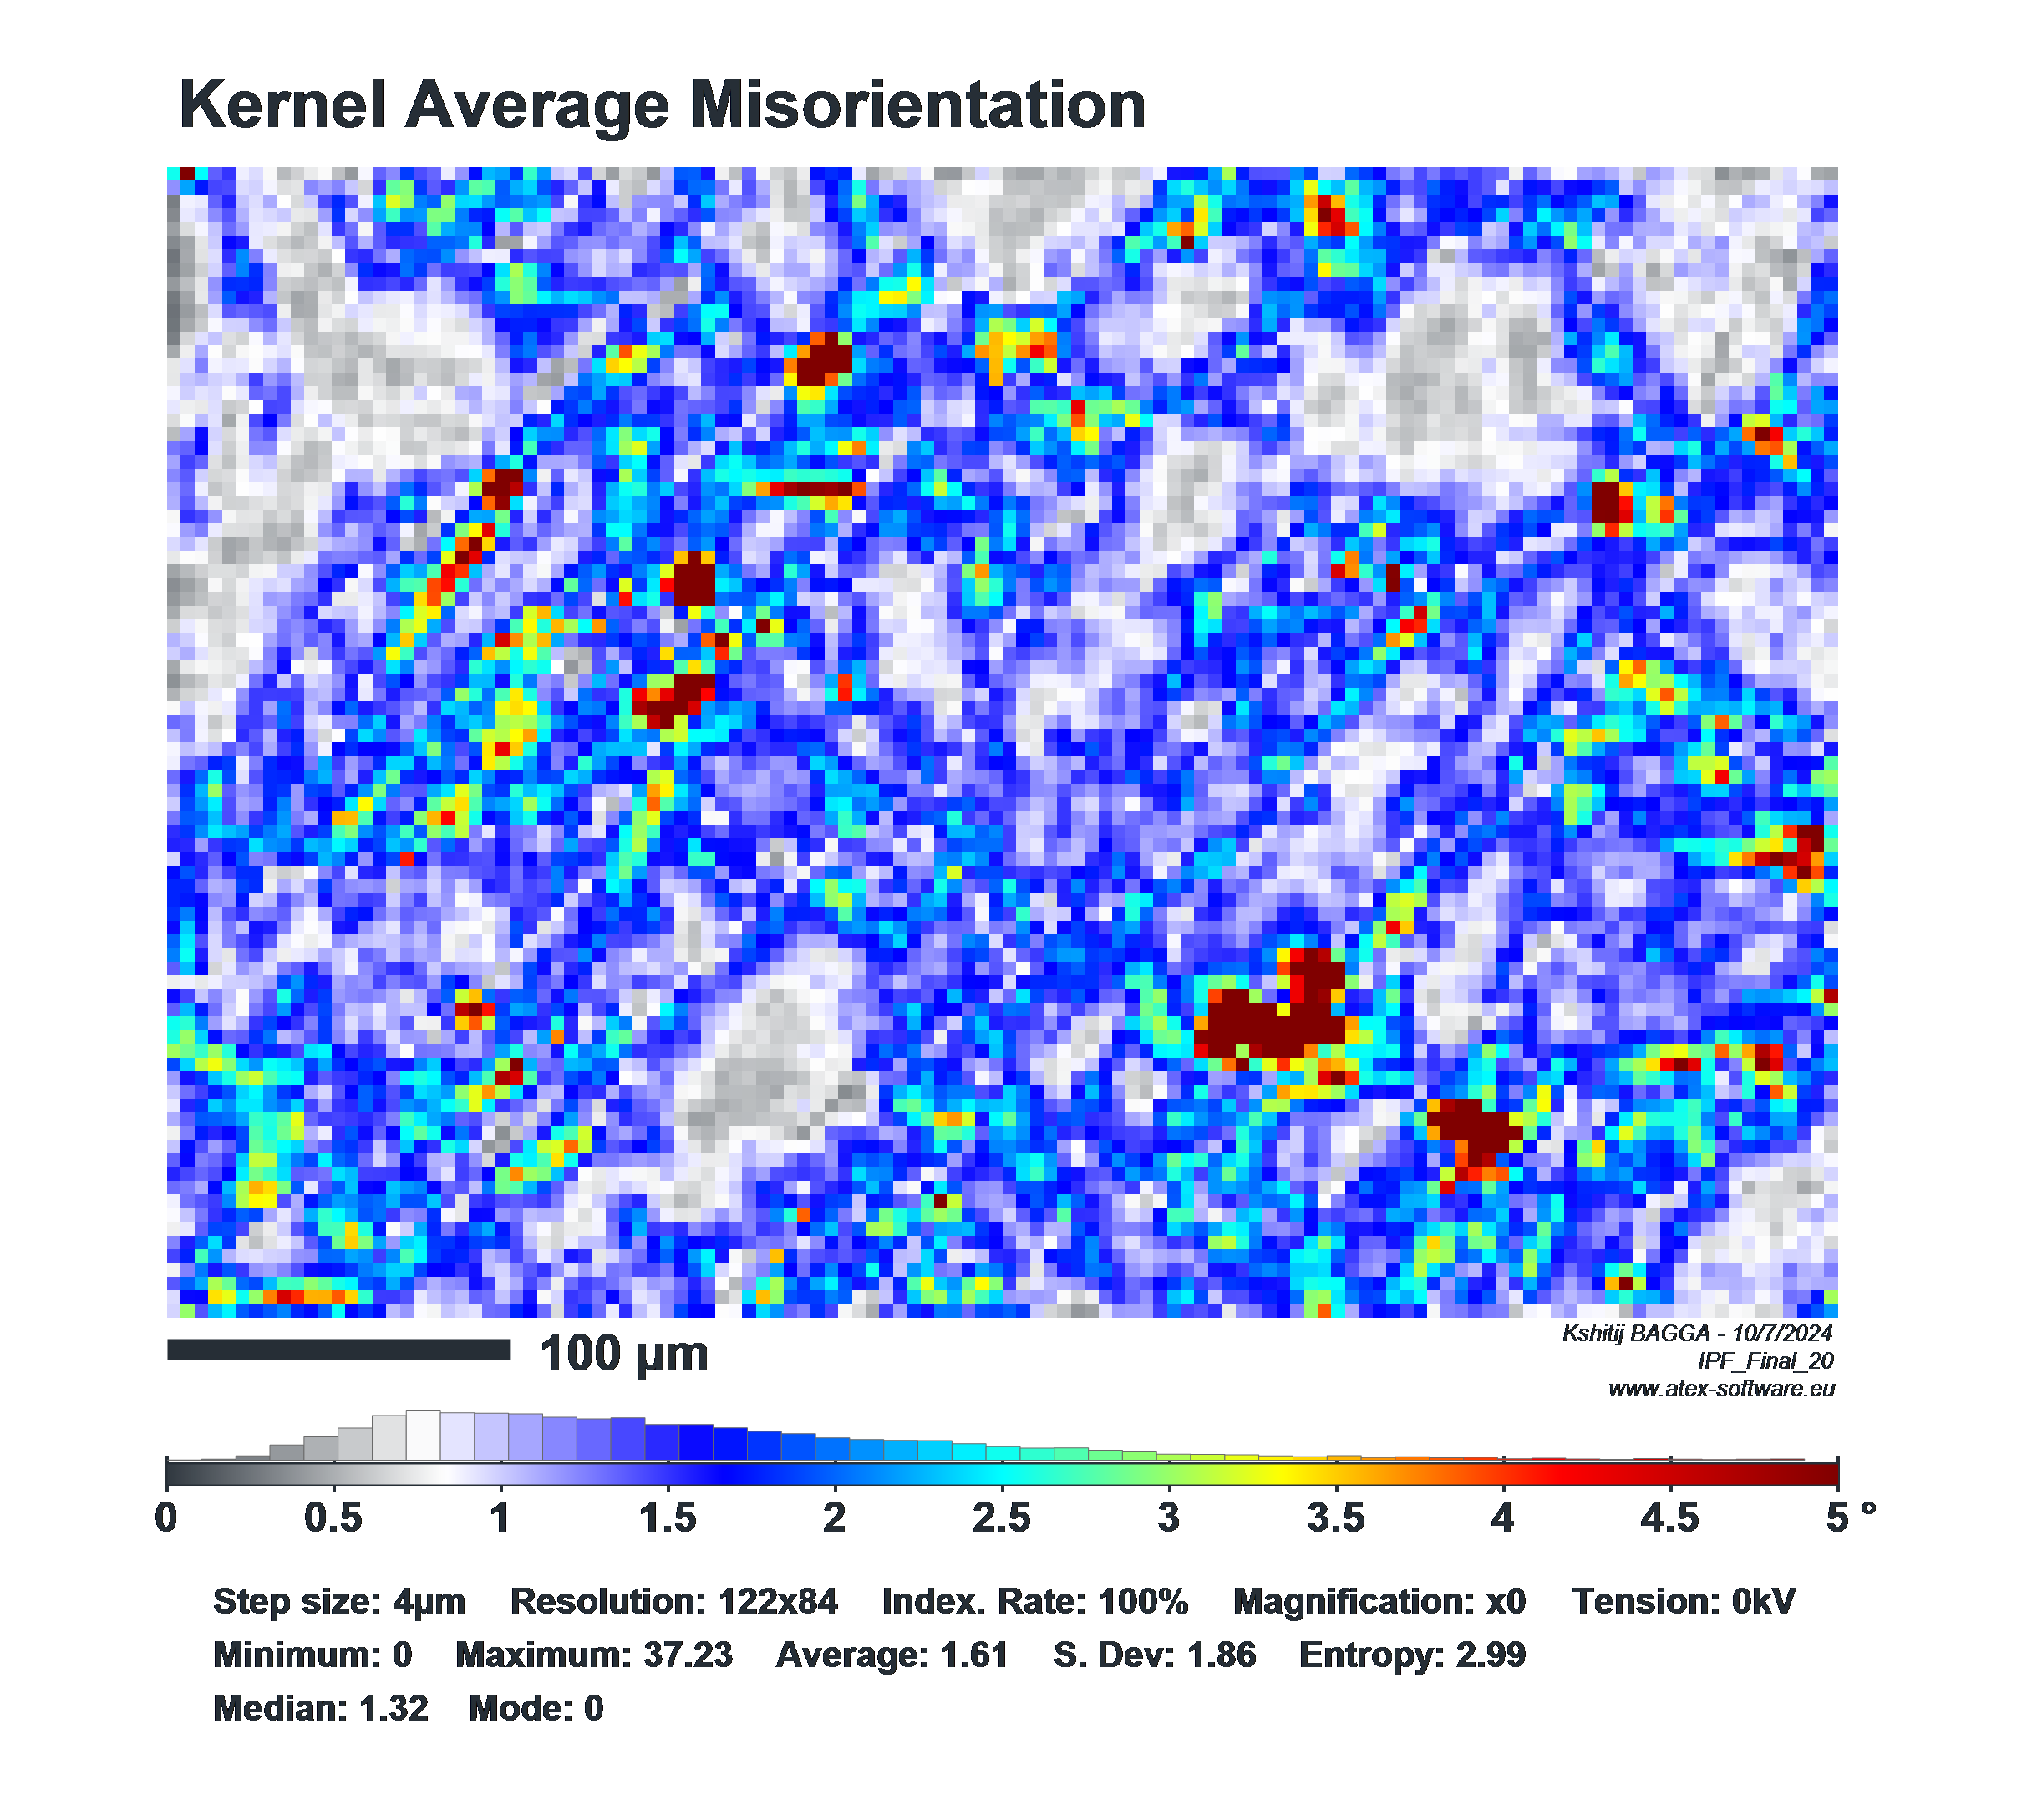 Kernel Average Misorientation
100 µm
Kshitij BAGGA - 10/7/2024
IPF_Final_20
www.atex-software.eu
0 0.5 1 1.5 2 2.5 3 3.5 4 4.5 5 °
Step size: 4µm Resolution: 122x84 Index. Rate: 100% Magnification: x0 Tension: 0kV
Minimum: 0 Maximum: 37.23 Average: 1.61 S. Dev: 1.86 Entropy: 2.99
Median: 1.32 Mode: 0